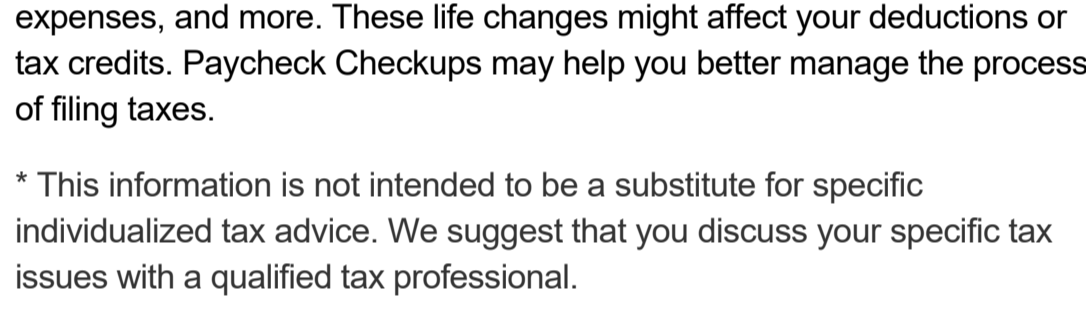 expenses, and more. These life changes might affect your deductions or
tax credits. Paycheck Checkups may help you better manage the process
of filing taxes.
* This information is not intended to be a substitute for specific
individualized tax advice. We suggest that you discuss your specific tax
issues with a qualified tax professional.